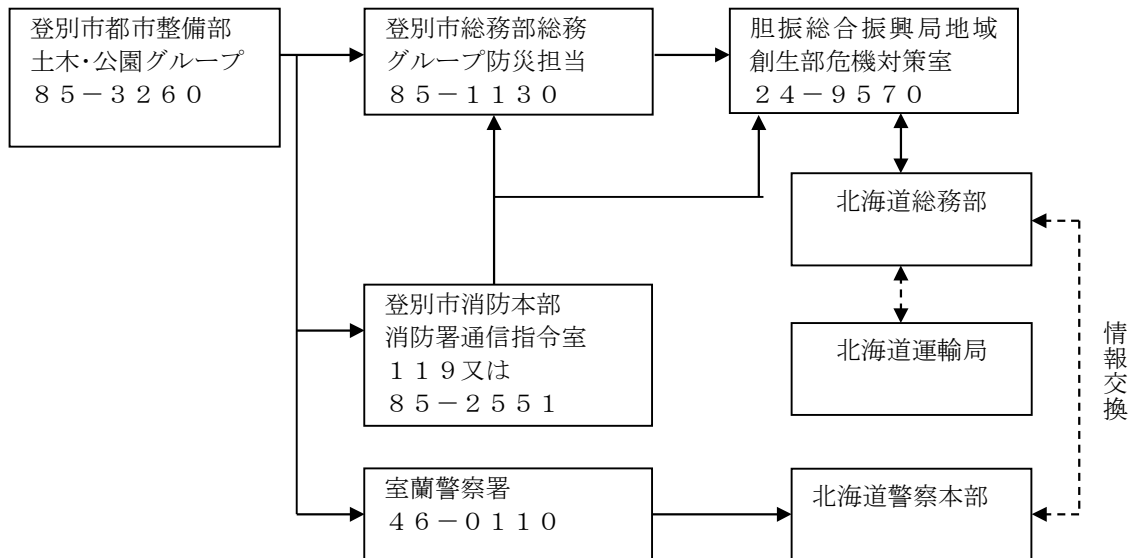 登別市都市整備部
土木・公園グループ
８５－３２６０
登別市総務部総務
グループ防災担当
８５－１１３０
胆振総合振興局地域
創生部危機対策室
２４－９５７０
北海道総務部
登別市消防本部
消防署通信指令室
１１９又は
８５－２５５１
北海道運輸局
情報交換
室蘭警察署
４６－０１１０
北海道警察本部